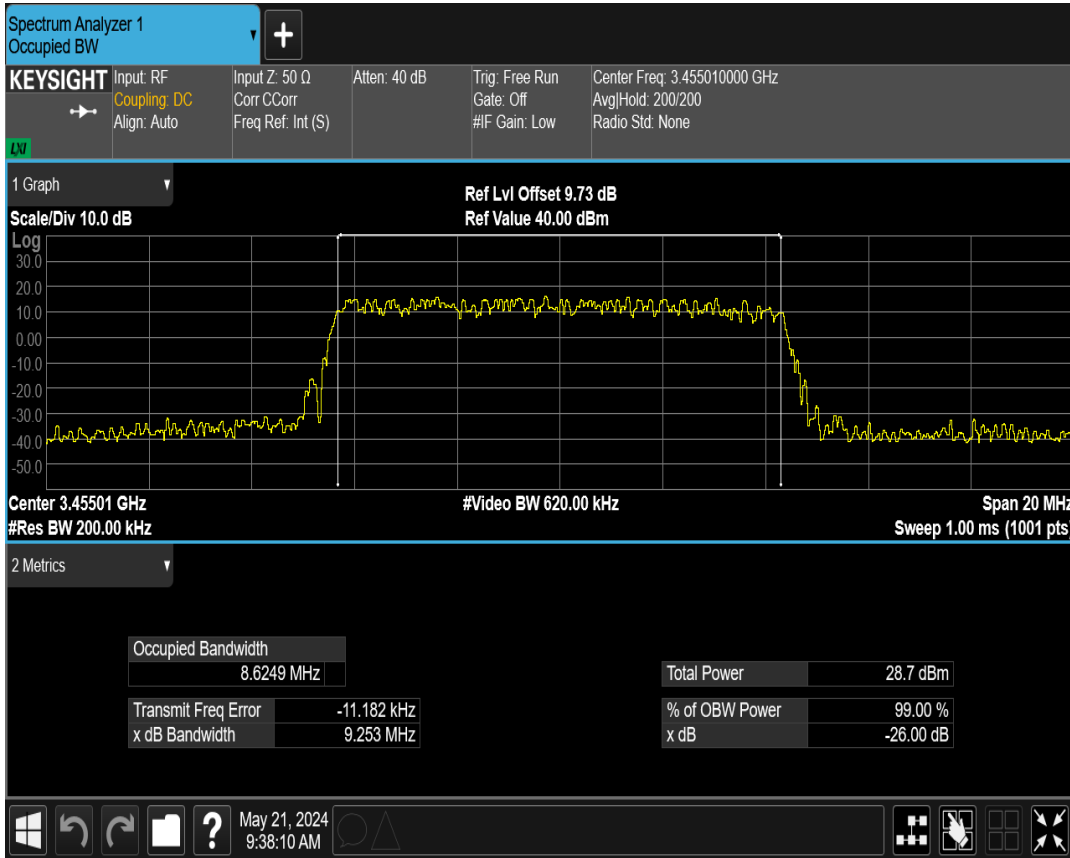 Spectrum Analyzer 1
Occupied BW
+
KEYSIGHT
LXI
Input: RF
Coupling: DC
Align: Auto
Input Z: 50 Ω
Corr CCorr
Freq Ref: Int (S)
Atten: 40 dB
Trig: Free Run
Gate: Off
#IF Gain: Low
Center Freq: 3.455010000 GHz
Avg|Hold: 200/200
Radio Std: None
1 Graph
Scale/Div 10.0 dB
Ref Lvl Offset 9.73 dB
Ref Value 40.00 dBm
Log
30.0
20.0
10.0
0.00
-10.0
-20.0
-30.0
-40.0
-50.0
Center 3.45501 GHz
#Video BW 620.00 kHz
Span 20 MHz
#Res BW 200.00 kHz
Sweep 1.00 ms (1001 pts)
2 Metrics
Occupied Bandwidth
8.6249 MHz
Total Power 28.7 dBm
Transmit Freq Error -11.182 kHz
% of OBW Power 99.00 %
x dB Bandwidth 9.253 MHz
x dB -26.00 dB
?
May 21, 2024
9:38:10 AM